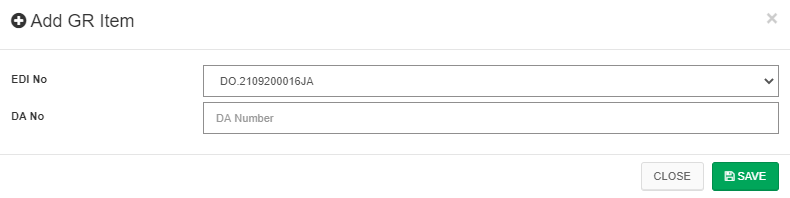 Add GR Item
×
EDI No
DO.2109200016JA
DA No
DA Number
CLOSE
SAVE